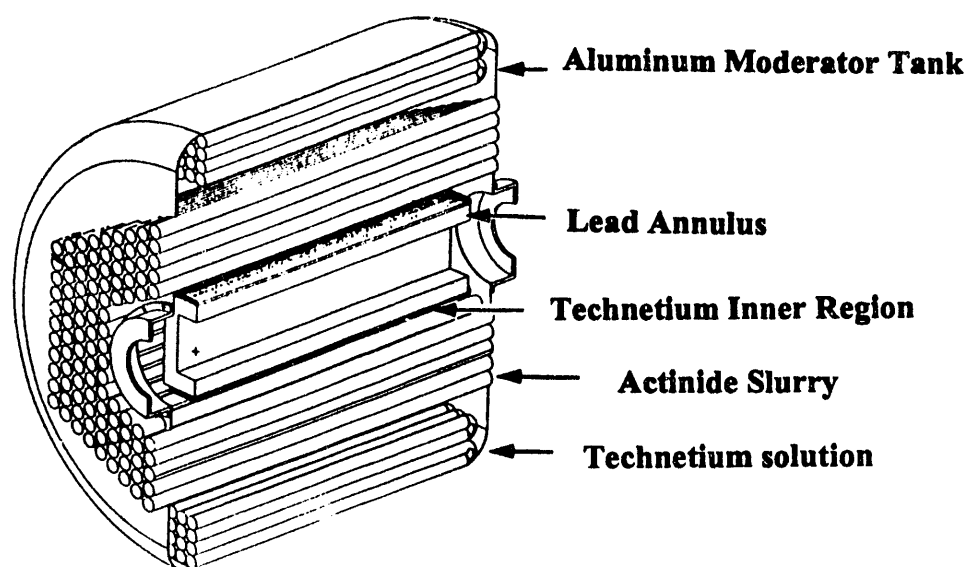 Aluminum Moderator Tank
Lead Annulus
Technetium Inner Region
Actinide Slurry
Technetium solution